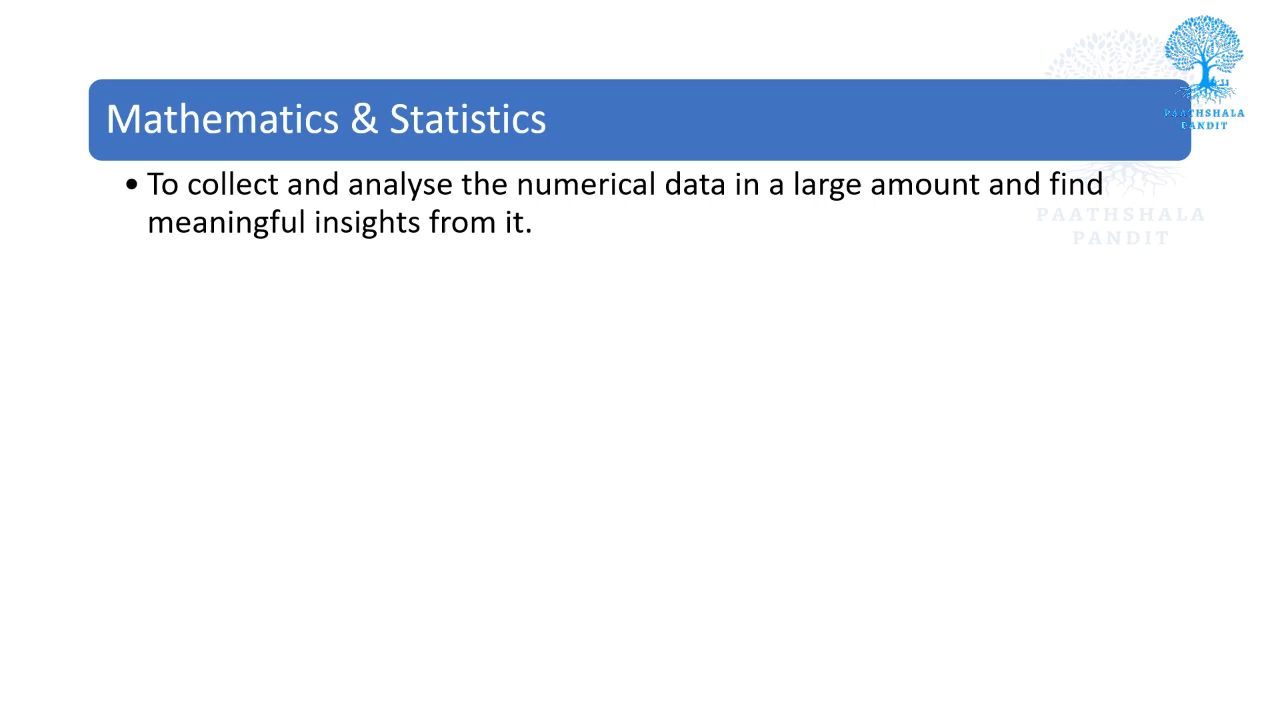 Mathematics & Statistics
PAATHSHALA
PANDIT
• To collect and analyse the numerical data in a large amount and find
meaningful insights from it.
PAATHSHALA
PANDIT